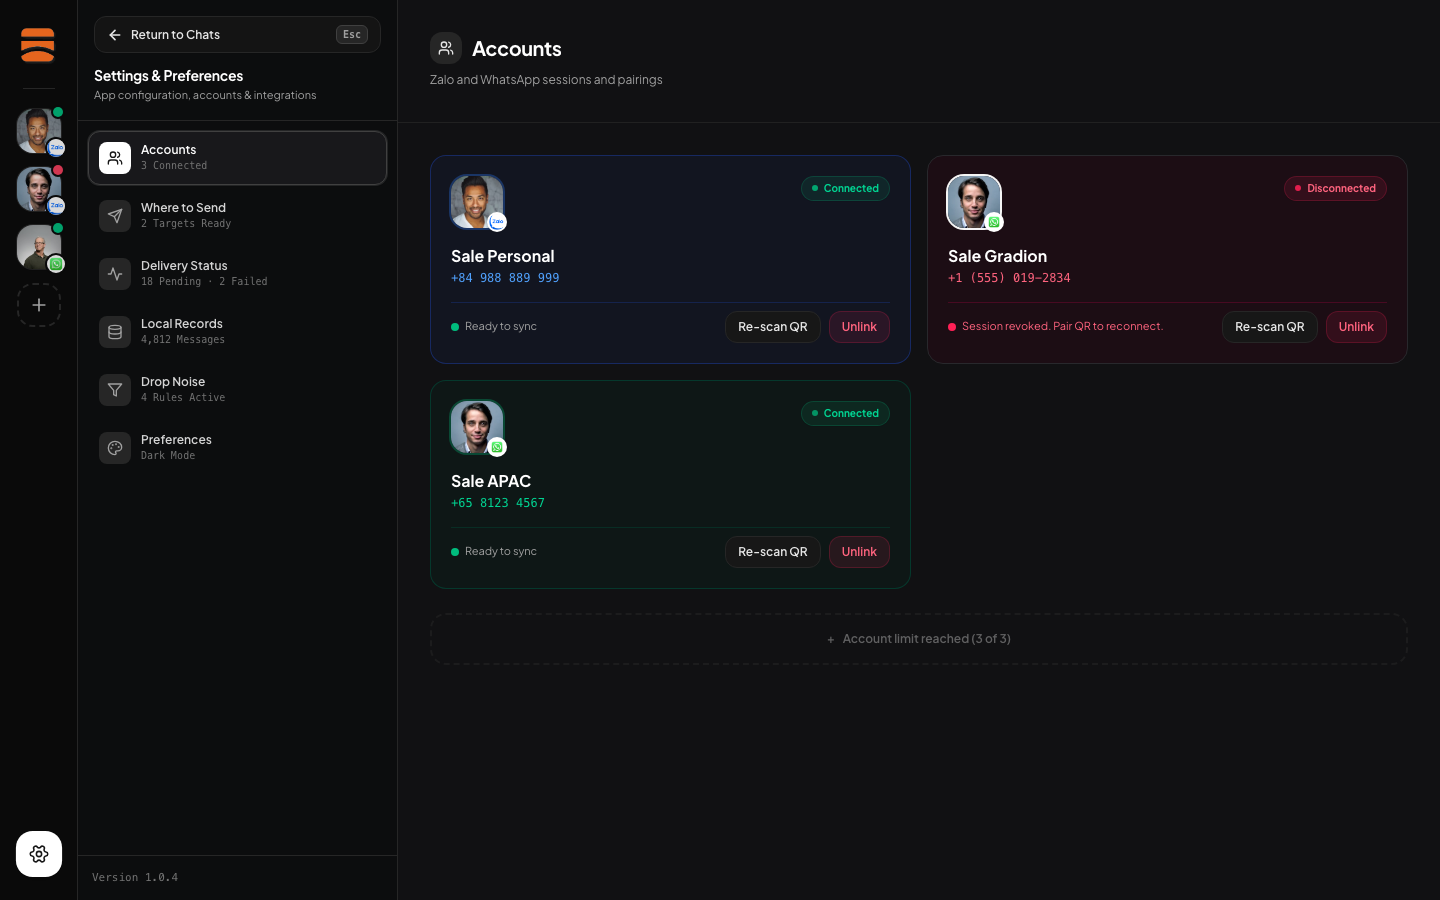 Return to Chats
Esc
Settings & Preferences
App configuration, accounts & integrations
Accounts
3 Connected
Where to Send
2 Targets Ready
Delivery Status
18 Pending · 2 Failed
Local Records
4,812 Messages
Drop Noise
4 Rules Active
Preferences
Dark Mode
Version 1.0.4
Zalo
Zalo
Accounts
Zalo and WhatsApp sessions and pairings
Connected
Zalo
Sale Personal
+84 988 889 999
Ready to sync
Re-scan QR
Unlink
Disconnected
Sale Gradion
+1 (555) 019-2834
Session revoked. Pair QR to reconnect.
Re-scan QR
Unlink
Connected
Sale APAC
+65 8123 4567
Ready to sync
Re-scan QR
Unlink
+ Account limit reached (3 of 3)